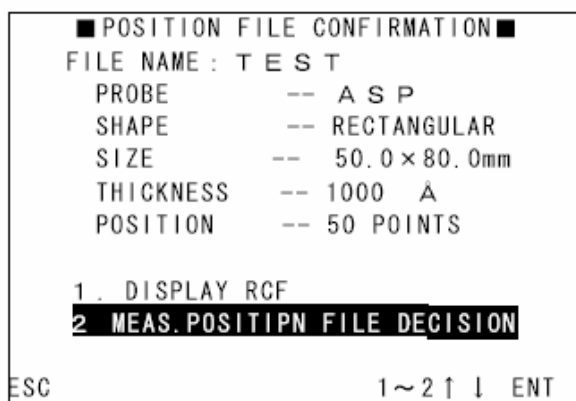 ■POSITION FILE CONFIRMATION■
FILE NAME: TEST
PROBE -- ASP
SHAPE -- RECTANGULAR
SIZE -- 50.0×80.0mm
THICKNESS -- 1000 Å
POSITION -- 50 POINTS
1. DISPLAY RCF
2 MEAS.POSITIPN FILE DECISION
ESC 1~2↑ ↓ ENT